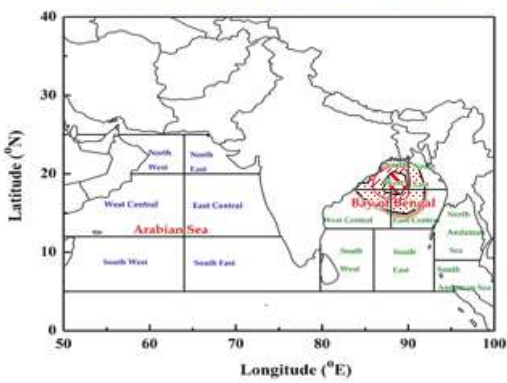 40
30
20
10
0
Latitude (°N)
North
West
North
East
West Central
East Central
Arabian Sea
South West
South East
Bay of Bengal
West Central
East Central
North
Andaman
Sea
South
West
South
East
South
Andaman Sea
50 60 70 80 90 100
Longitude (°E)